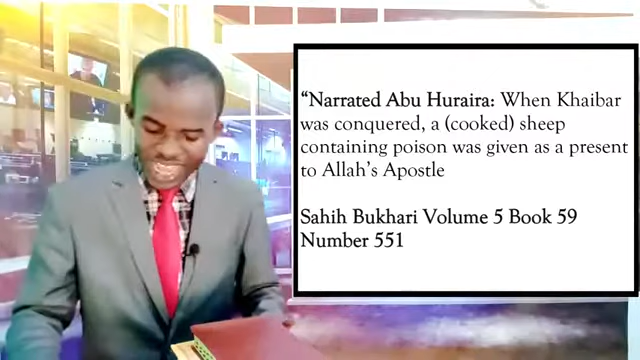 “Narrated Abu Huraira: When Khaibar
was conquered, a (cooked) sheep
containing poison was given as a present
to Allah’s Apostle
Sahih Bukhari Volume 5 Book 59
Number 551